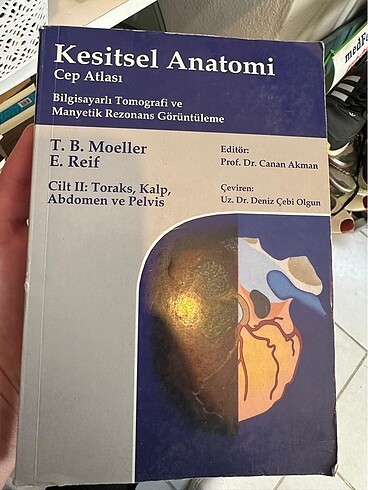 Kesitsel Anatomi
Cep Atlası
Bilgisayarlı Tomografi ve
Manyetik Rezonans Görüntüleme
T. B. Moeller
E. Reif
Cilt II: Toraks, Kalp,
Abdomen ve Pelvis
Editör:
Prof. Dr. Canan Akman
Çeviren:
Uz. Dr. Deniz Çebi Olgun